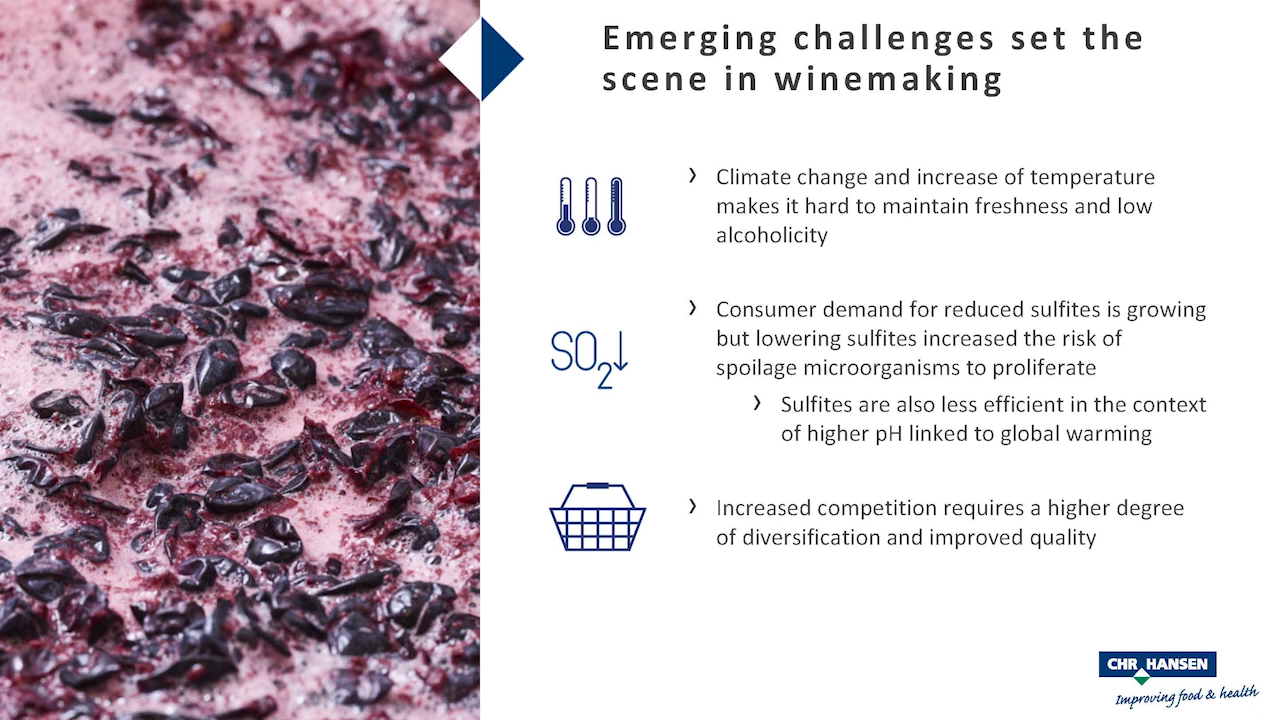 Emerging challenges set the
scene in winemaking
› Climate change and increase of temperature
makes it hard to maintain freshness and low
alcoholicity
SO2↓
› Consumer demand for reduced sulfites is growing
but lowering sulfites increased the risk of
spoilage microorganisms to proliferate
› Sulfites are also less efficient in the context
of higher pH linked to global warming
› Increased competition requires a higher degree
of diversification and improved quality
CHR HANSEN
Improving food & health